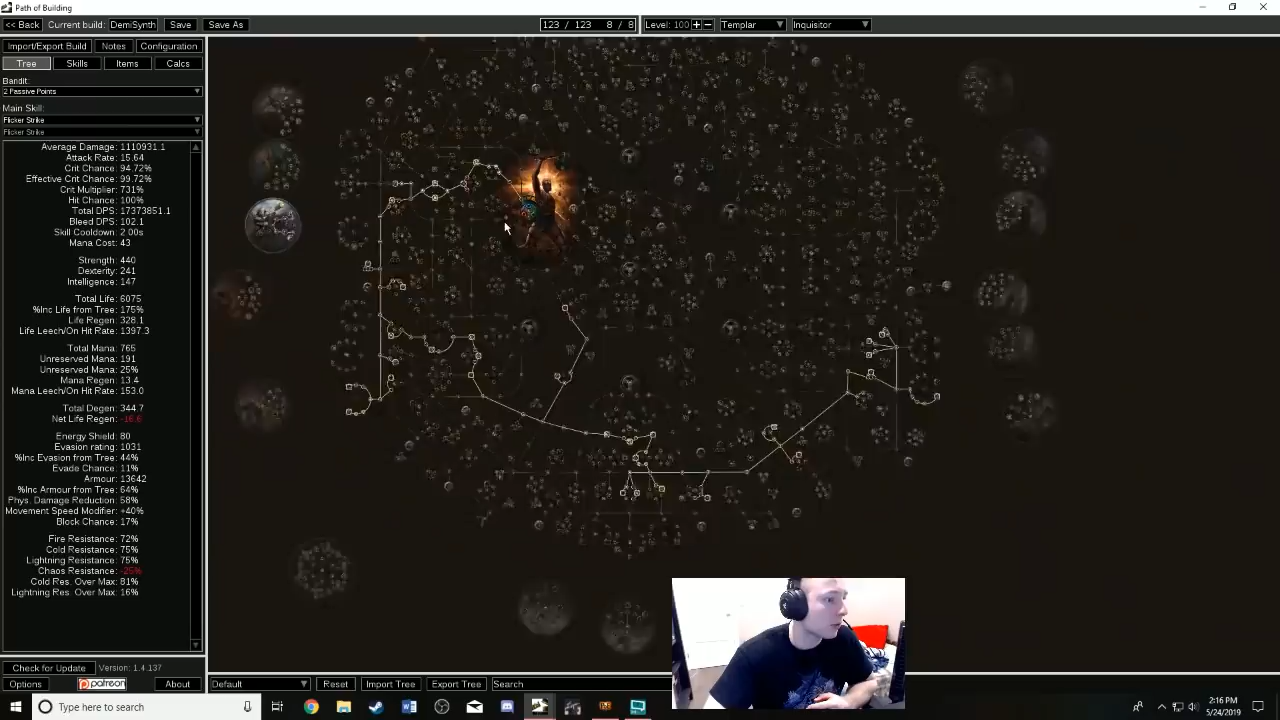 Path of Building
<< Back Current build: DemiSynth Save Save As 123 / 123 8 / 8 Level: 100 + - Templar Inquisitor
Import/Export Build Notes Configuration
Tree Skills Items Calcs
Bandit:
2 Passive Points
Main Skill:
Flicker Strike
Flicker Strike
Average Damage: 1110931.1
Attack Rate: 15.64
Crit Chance: 94.72%
Effective Crit Chance: 99.72%
Crit Multiplier: 731%
Hit Chance: 100%
Total DPS: 17373851.1
Bleed DPS: 102.1
Skill Cooldown: 2.00s
Mana Cost: 43
Strength: 440
Dexterity: 241
Intelligence: 147
Total Life: 6075
%Inc Life from Tree: 175%
Life Regen: 328.1
Life Leech/On Hit Rate: 1397.3
Total Mana: 765
Unreserved Mana: 191
Unreserved Mana: 25%
Mana Regen: 13.4
Mana Leech/On Hit Rate: 153.0
Total Degen: 344.7
Net Life Regen: -16.6
Energy Shield: 80
Evasion rating: 1031
%Inc Evasion from Tree: 44%
Evade Chance: 11%
Armour: 13642
%Inc Armour from Tree: 64%
Phys. Damage Reduction: 58%
Movement Speed Modifier: +40%
Block Chance: 17%
Fire Resistance: 72%
Cold Resistance: 75%
Lightning Resistance: 75%
Chaos Resistance: -25%
Cold Res. Over Max: 81%
Lightning Res. Over Max: 16%
Check for Update Version: 1.4.137
Options patreon About
Default Reset Import Tree Export Tree Search
Type here to search
2:16 PM
5/24/2019